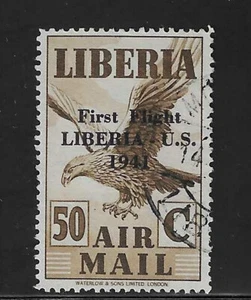 LIBERIA
First Flight
LIBERIA - U.S.
1941
50 C
AIR
MAIL
WATERLOW & SONS LIMITED. LONDON.